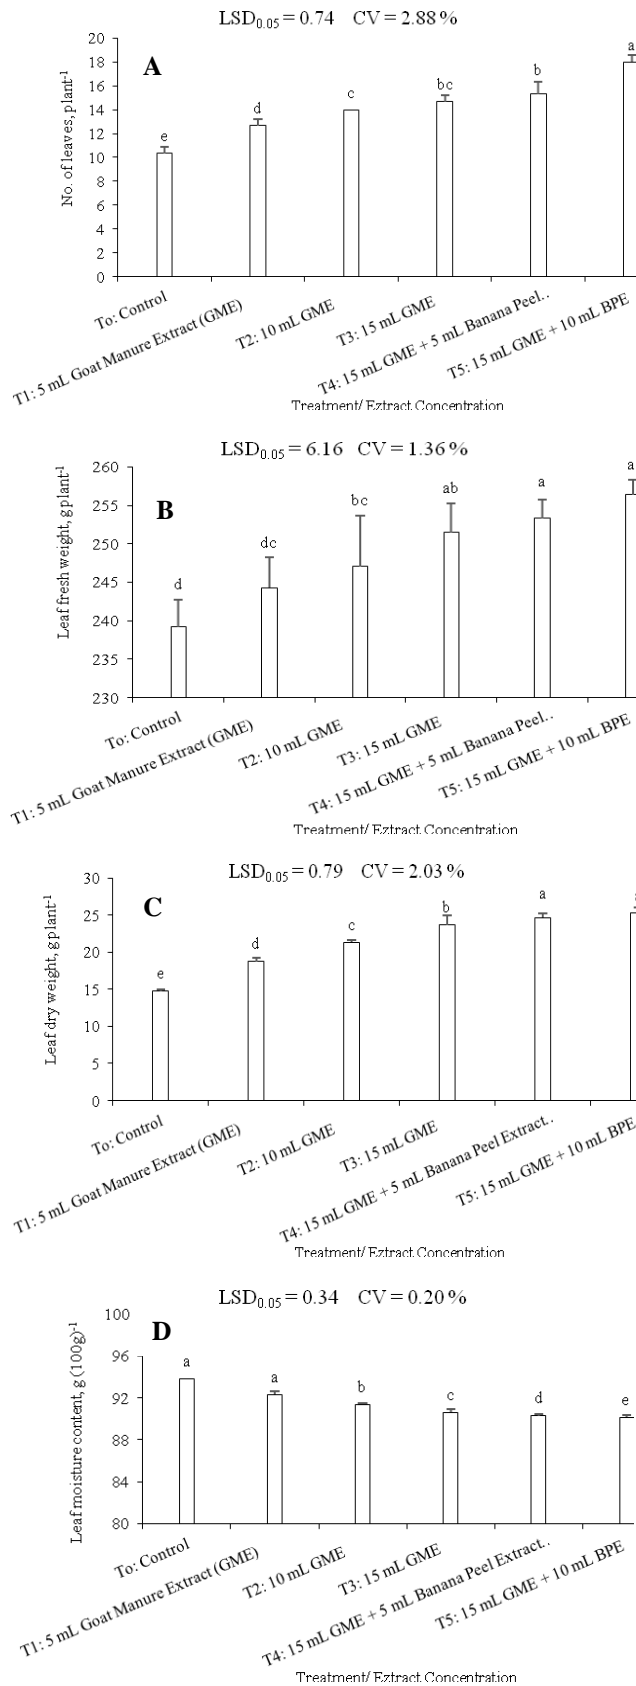 LSD0.05 = 0.74 CV = 2.88 %
A
No. of leaves, plant-1
20
18
16
14
12
10
8
6
4
2
0
e
d
c
bc
b
a
To: Control
T1: 5 mL Goat Manure Extract (GME)
T2: 10 mL GME
T3: 15 mL GME
T4: 15 mL GME + 5 mL Banana Peel..
T5: 15 mL GME + 10 mL BPE
Treatment/ Eztract Concentration
LSD0.05 = 6.16 CV = 1.36 %
B
Leaf fresh weight, g plant-1
260
255
250
245
240
235
230
d
dc
bc
ab
a
a
To: Control
T1: 5 mL Goat Manure Extract (GME)
T2: 10 mL GME
T3: 15 mL GME
T4: 15 mL GME + 5 mL Banana Peel..
T5: 15 mL GME + 10 mL BPE
Treatment/ Eztract Concentration
LSD0.05 = 0.79 CV = 2.03 %
C
Leaf dry weight, g plant-1
30
25
20
15
10
5
0
e
d
c
b
a
To: Control
T1: 5 mL Goat Manure Extract (GME)
T2: 10 mL GME
T3: 15 mL GME
T4: 15 mL GME + 5 mL Banana Peel Extract..
T5: 15 mL GME + 10 mL BPE
Treatment/ Eztract Concentration
LSD0.05 = 0.34 CV = 0.20 %
D
Leaf moisture content, g (100g)-1
100
96
92
88
84
80
a
a
b
c
d
e
To: Control
T1: 5 mL Goat Manure Extract (GME)
T2: 10 mL GME
T3: 15 mL GME
T4: 15 mL GME + 5 mL Banana Peel Extract..
T5: 15 mL GME + 10 mL BPE
Treatment/ Eztract Concentration